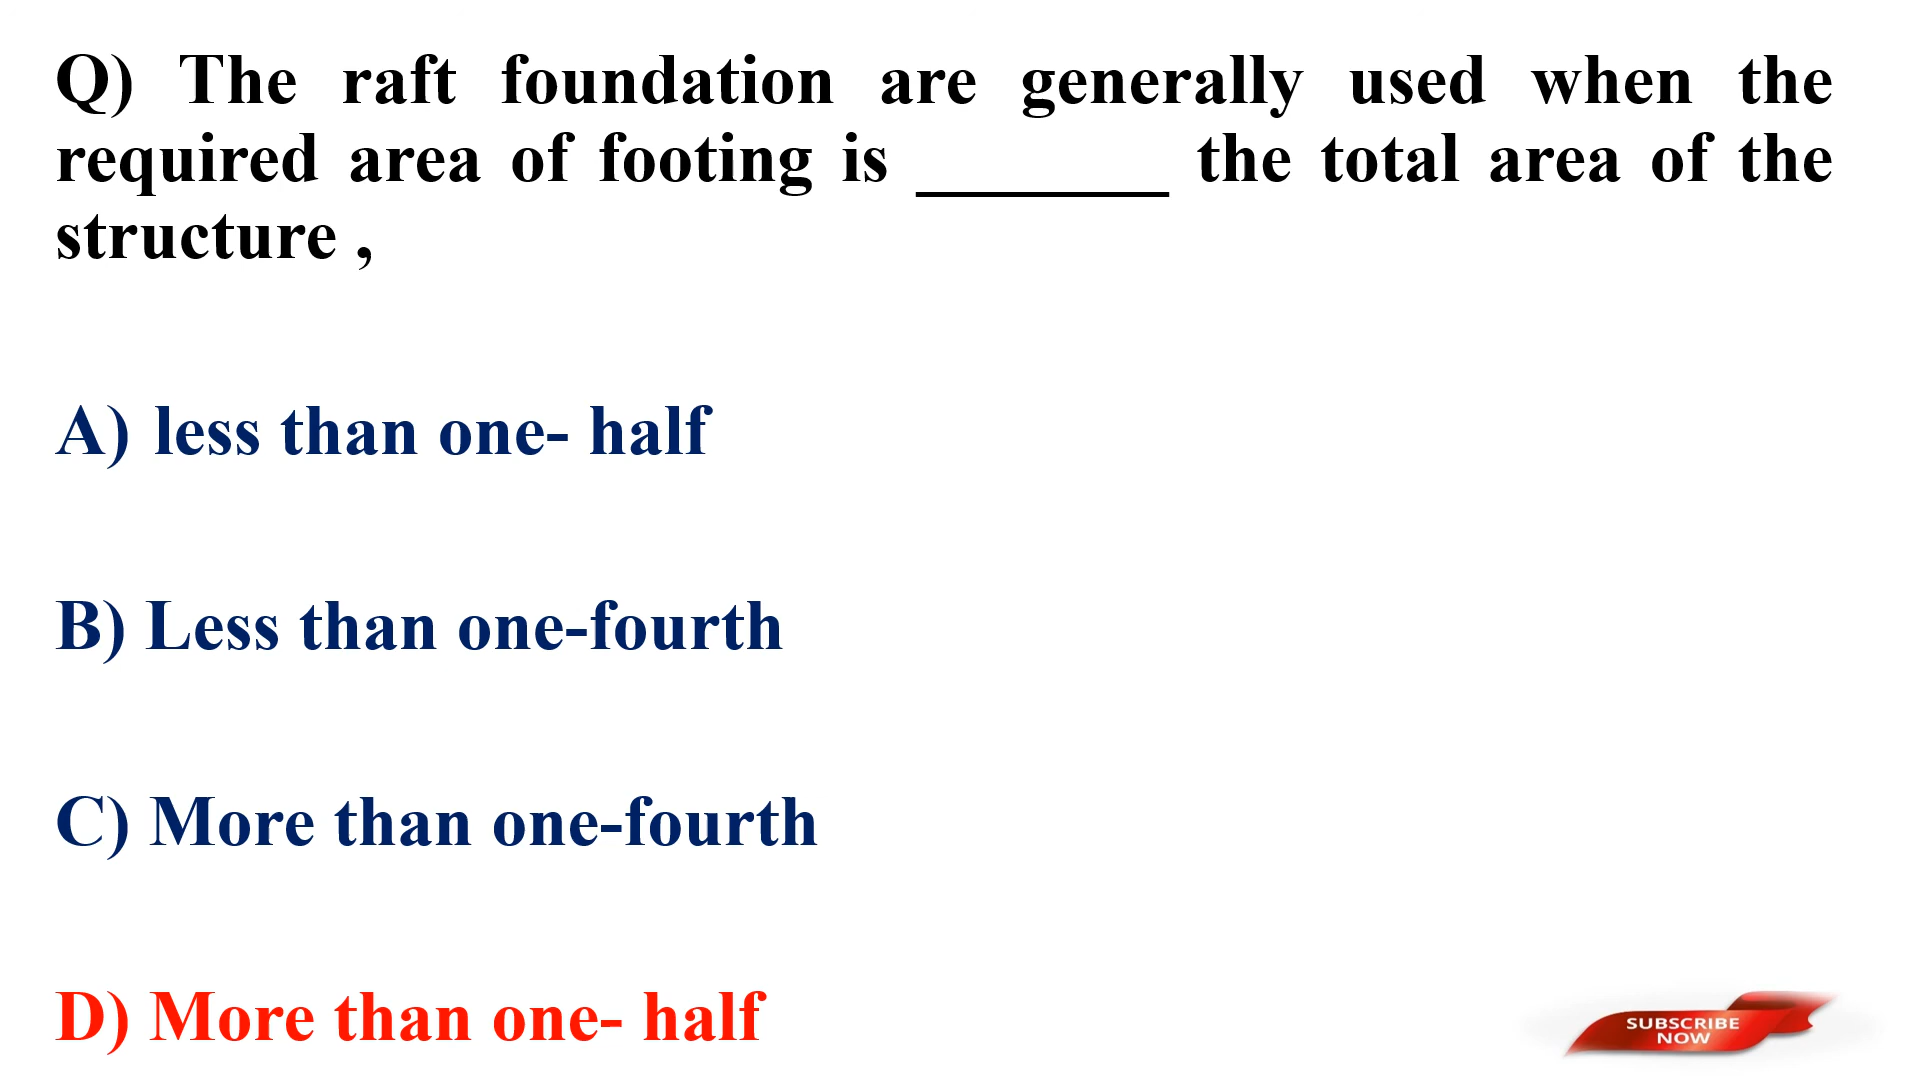 Q) The raft foundation are generally used when the
required area of footing is _______ the total area of the
structure ,
A) less than one- half
B) Less than one-fourth
C) More than one-fourth
D) More than one- half
SUBSCRIBE
NOW